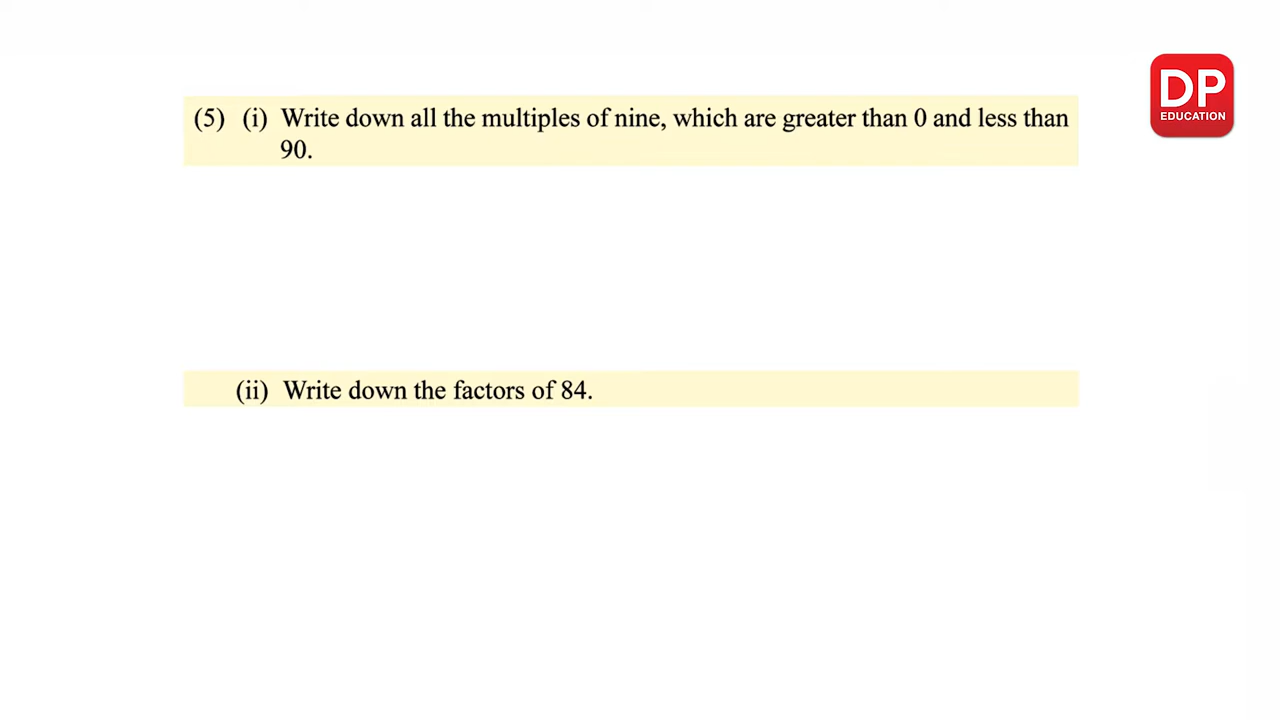 DP
EDUCATION
(5) (i) Write down all the multiples of nine, which are greater than 0 and less than
90.
(ii) Write down the factors of 84.